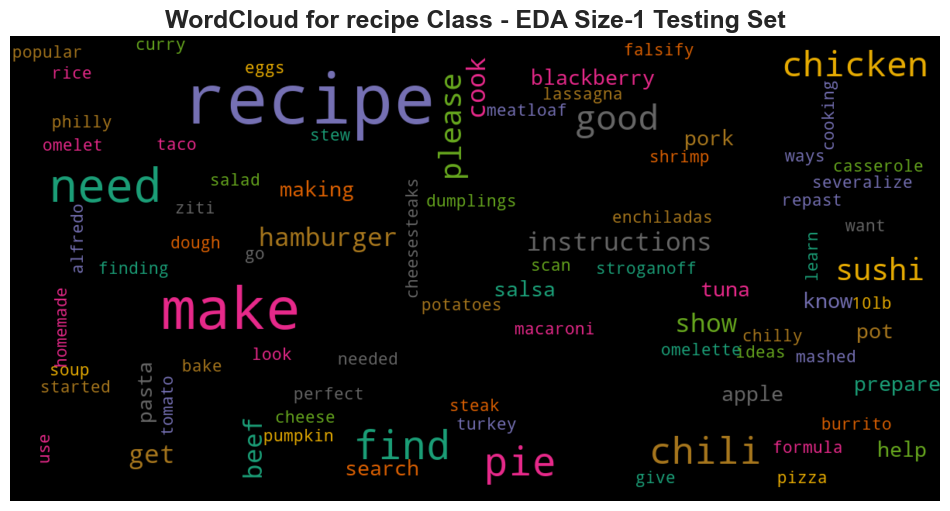 WordCloud for recipe Class - EDA Size-1 Testing Set
popular
curry
falsify
rice
eggs
recipe
please
cook
blackberry
lassagna
chicken
philly
omelet
taco
stew
meatloaf
good
pork
shrimp
cooking
ways
casserole
severalize
repast
need
salad
making
ziti
alfredo
dough
go
finding
hamburger
cheesesteaks
dumplings
enchiladas
instructions
want
scan
stroganoff
learn
sushi
homemade
make
potatoes
salsa
tuna
know
10lb
macaroni
show
chilly
pot
omelette
ideas
mashed
look
needed
soup
started
bake
pasta
tomato
perfect
apple
prepare
steak
cheese
pumpkin
turkey
burrito
use
get
beef
find
search
pie
chili
formula
help
give
pizza